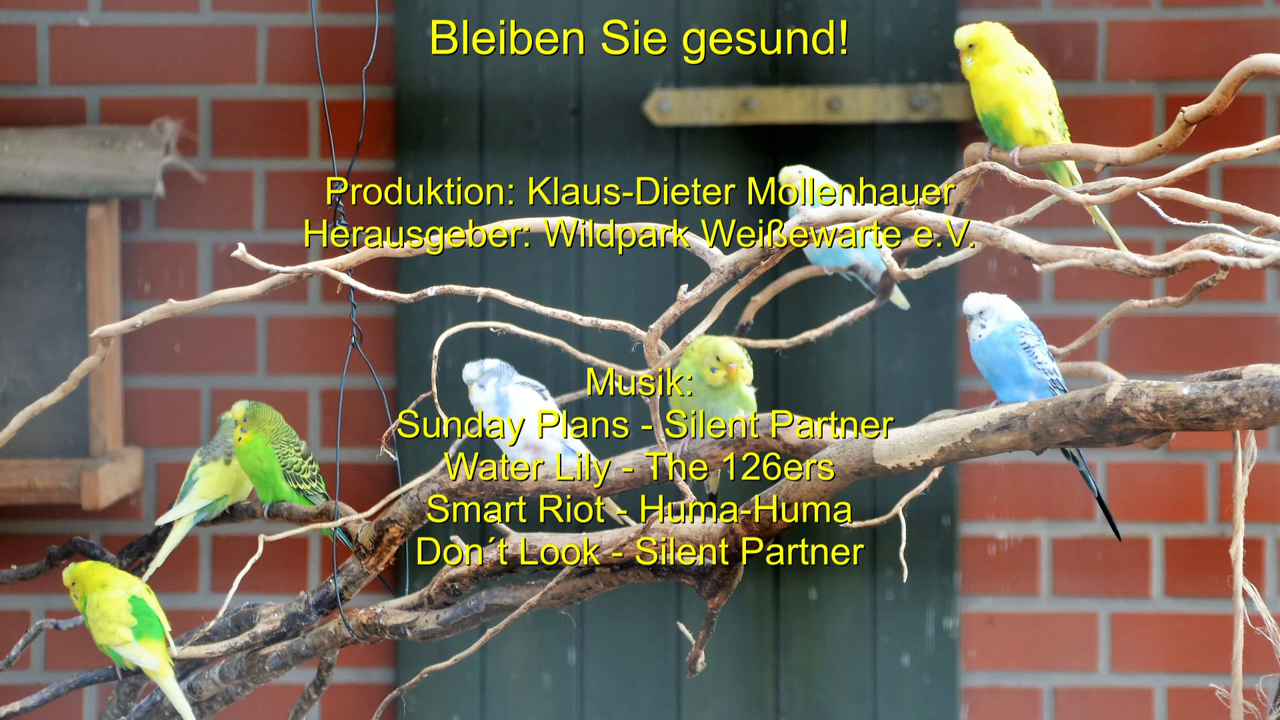 Bleiben Sie gesund!
Produktion: Klaus-Dieter Mollenhauer
Herausgeber: Wildpark Weißewarte e.V.
Musik:
Sunday Plans - Silent Partner
Water Lily - The 126ers
Smart Riot - Huma-Huma
Don´t Look - Silent Partner